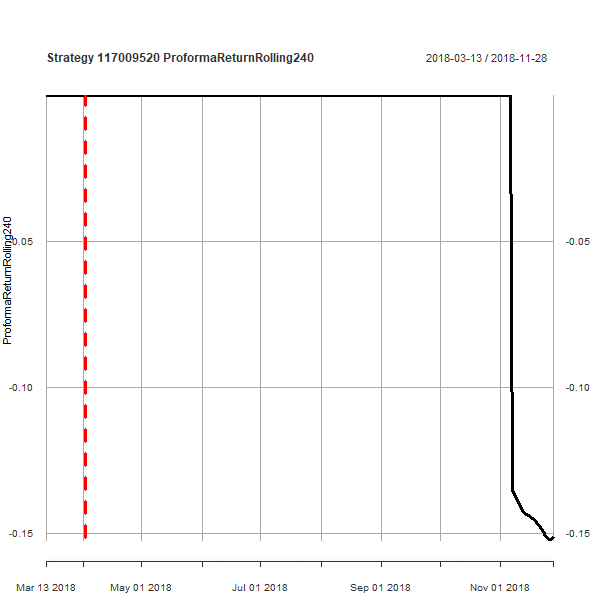 Strategy 117009520 ProformaReturnRolling240
2018-03-13 / 2018-11-28
ProformaReturnRolling240
-0.05
-0.05
-0.10
-0.10
-0.15
-0.15
Mar 13 2018
May 01 2018
Jul 01 2018
Sep 01 2018
Nov 01 2018